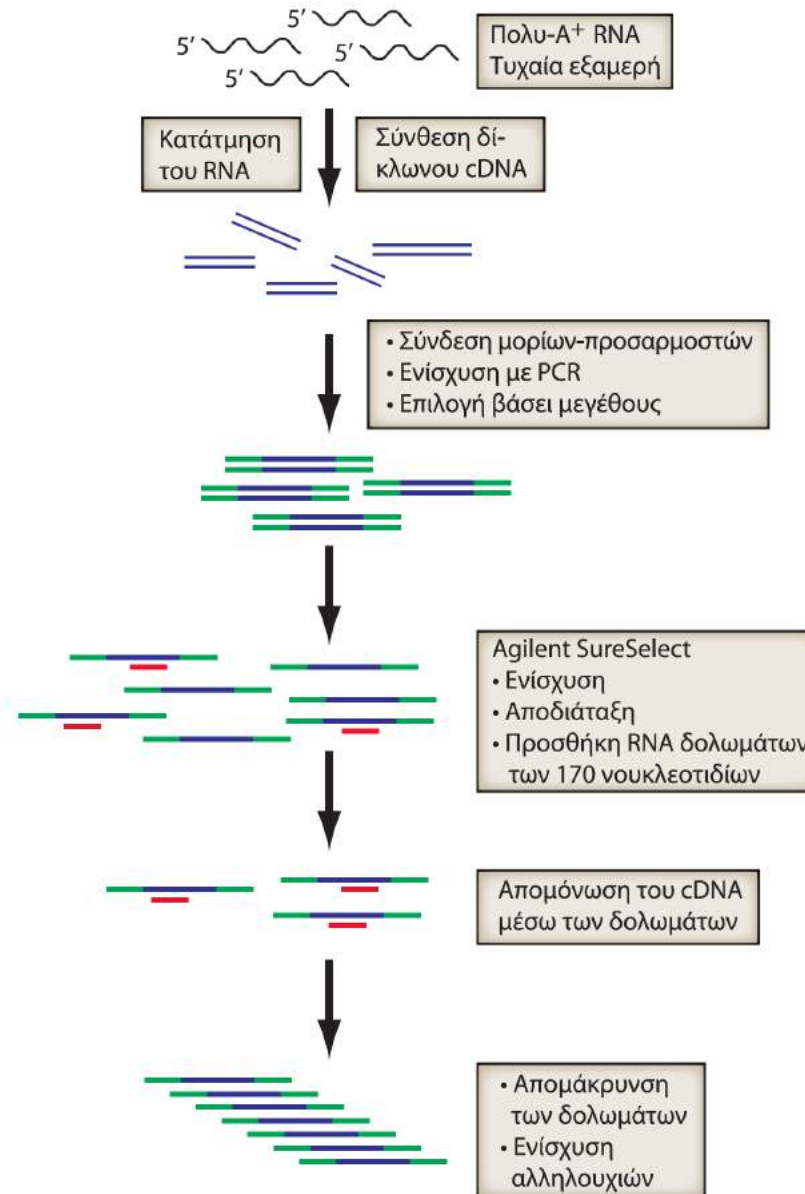 5′
5′
5′
5′
Πολυ-Α⁺ RNA
Τυχαία εξαμερή
Κατάτμηση
του RNA
Σύνθεση δί-
κλωνου cDNA
• Σύνδεση μορίων-προσαρμοστών
• Ενίσχυση με PCR
• Επιλογή βάσει μεγέθους
Agilent SureSelect
• Ενίσχυση
• Αποδιάταξη
• Προσθήκη RNA δολωμάτων
των 170 νουκλεοτιδίων
Απομόνωση του cDNA
μέσω των δολωμάτων
• Απομάκρυνση
των δολωμάτων
• Ενίσχυση
αλληλουχιών